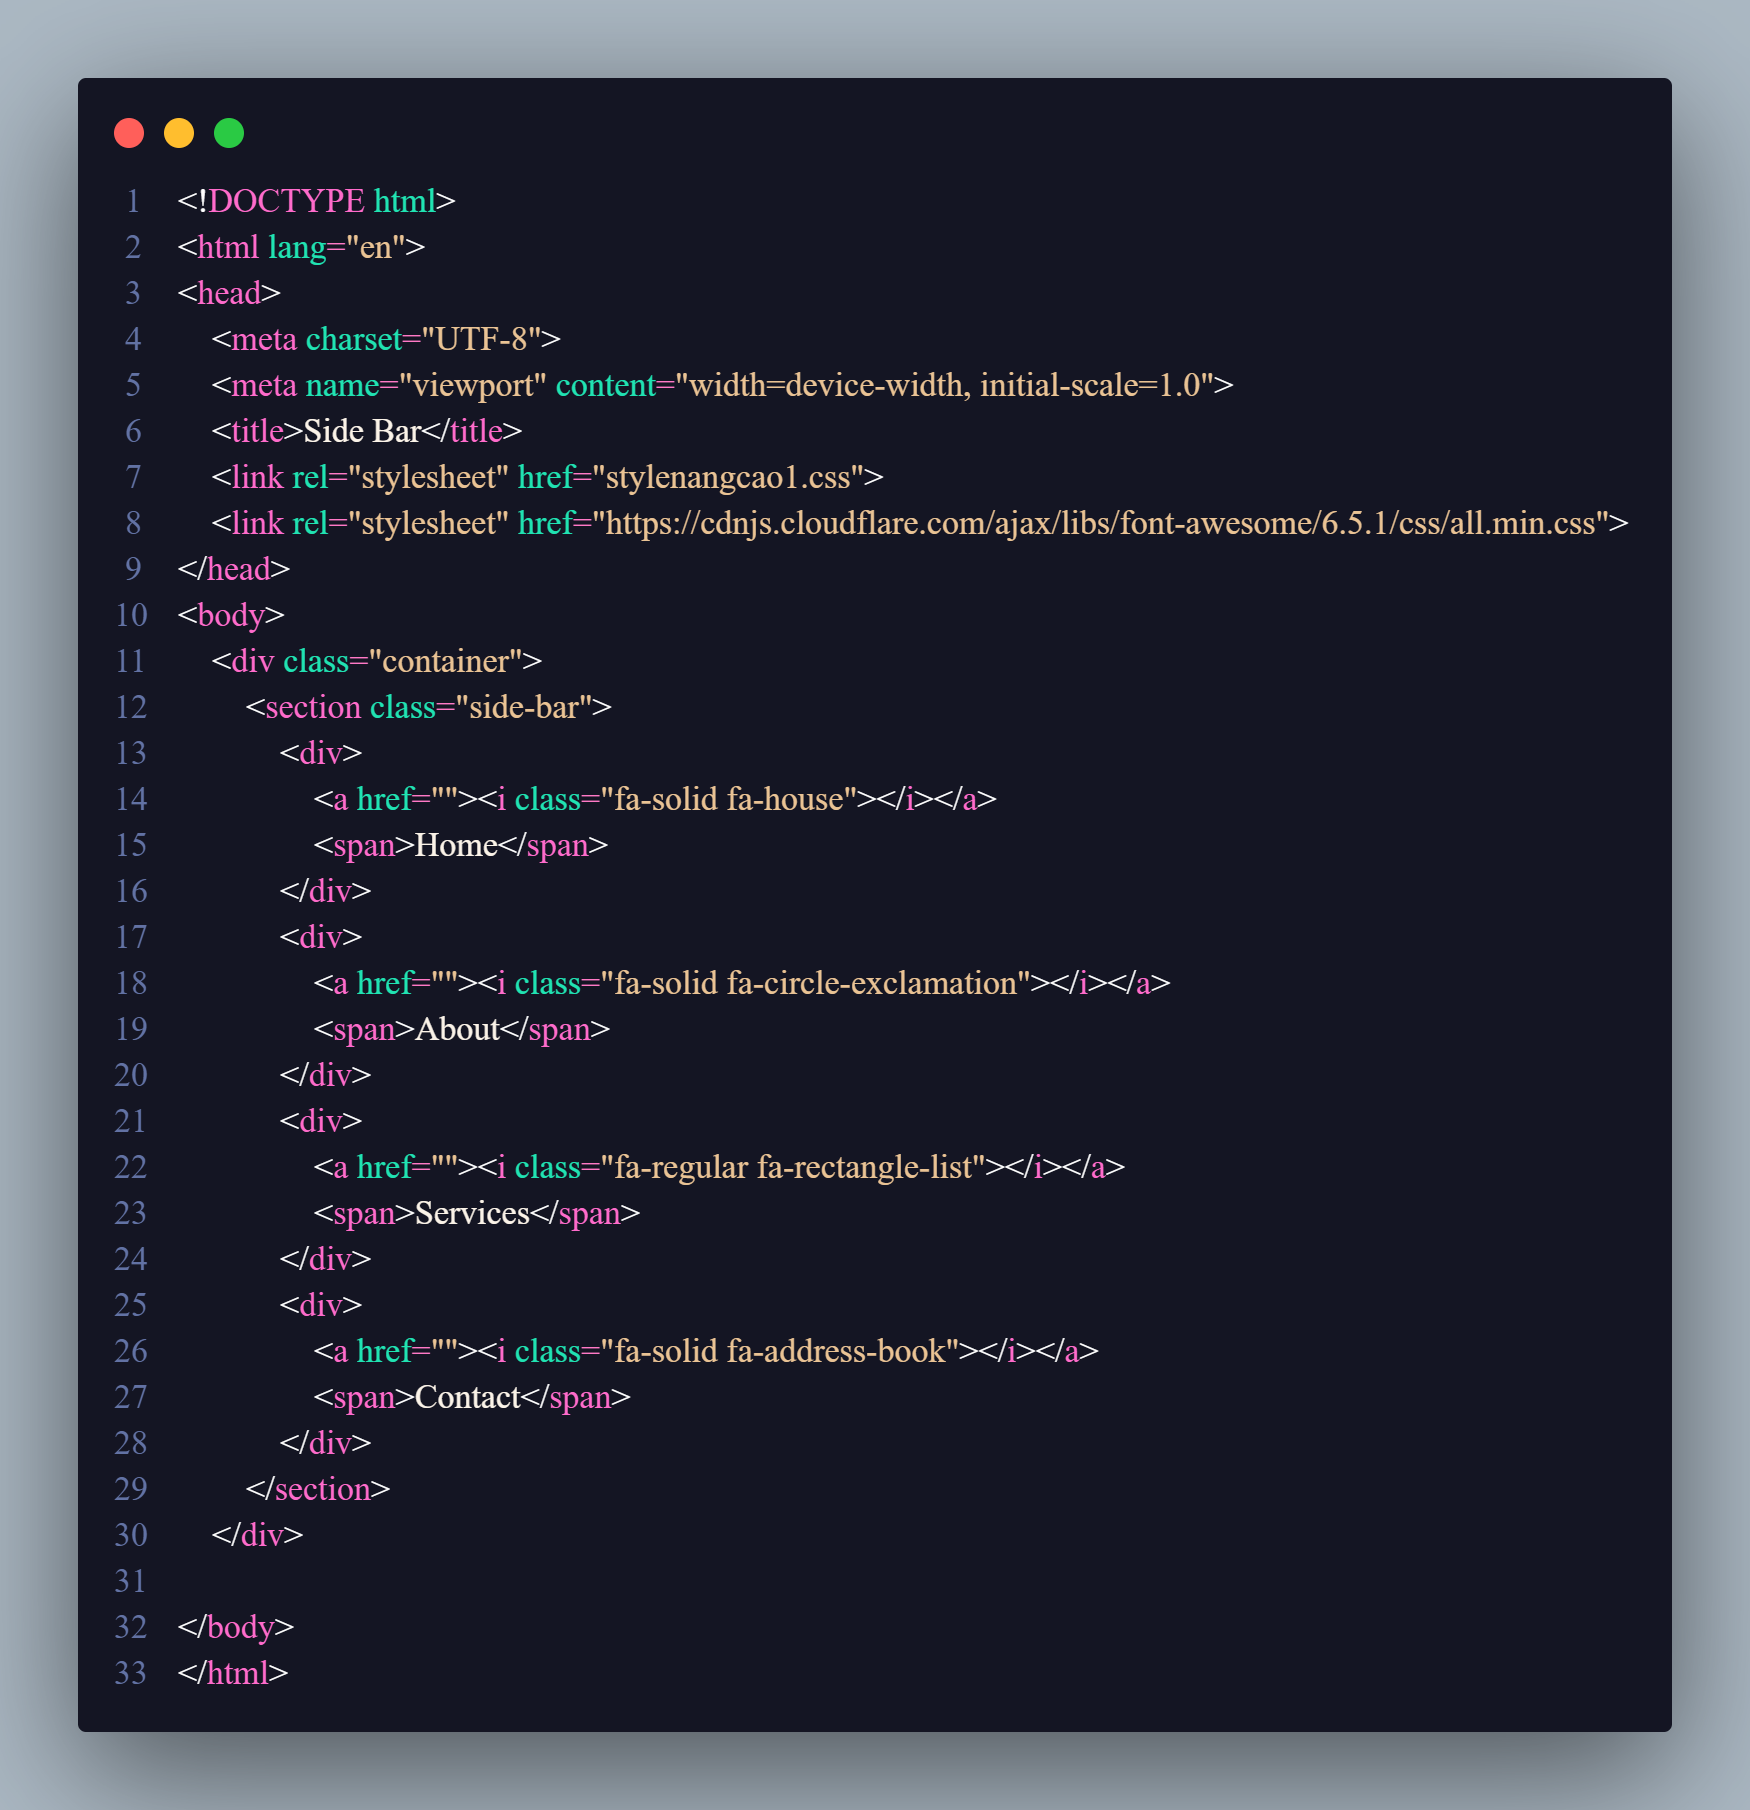 1 <!DOCTYPE html>
2 <html lang="en">
3 <head>
4     <meta charset="UTF-8">
5     <meta name="viewport" content="width=device-width, initial-scale=1.0">
6     <title>Side Bar</title>
7     <link rel="stylesheet" href="stylenangcao1.css">
8     <link rel="stylesheet" href="https://cdnjs.cloudflare.com/ajax/libs/font-awesome/6.5.1/css/all.min.css">
9 </head>
10 <body>
11     <div class="container">
12         <section class="side-bar">
13             <div>
14                 <a href=""><i class="fa-solid fa-house"></i></a>
15                 <span>Home</span>
16             </div>
17             <div>
18                 <a href=""><i class="fa-solid fa-circle-exclamation"></i></a>
19                 <span>About</span>
20             </div>
21             <div>
22                 <a href=""><i class="fa-regular fa-rectangle-list"></i></a>
23                 <span>Services</span>
24             </div>
25             <div>
26                 <a href=""><i class="fa-solid fa-address-book"></i></a>
27                 <span>Contact</span>
28             </div>
29         </section>
30     </div>
31
32 </body>
33 </html>